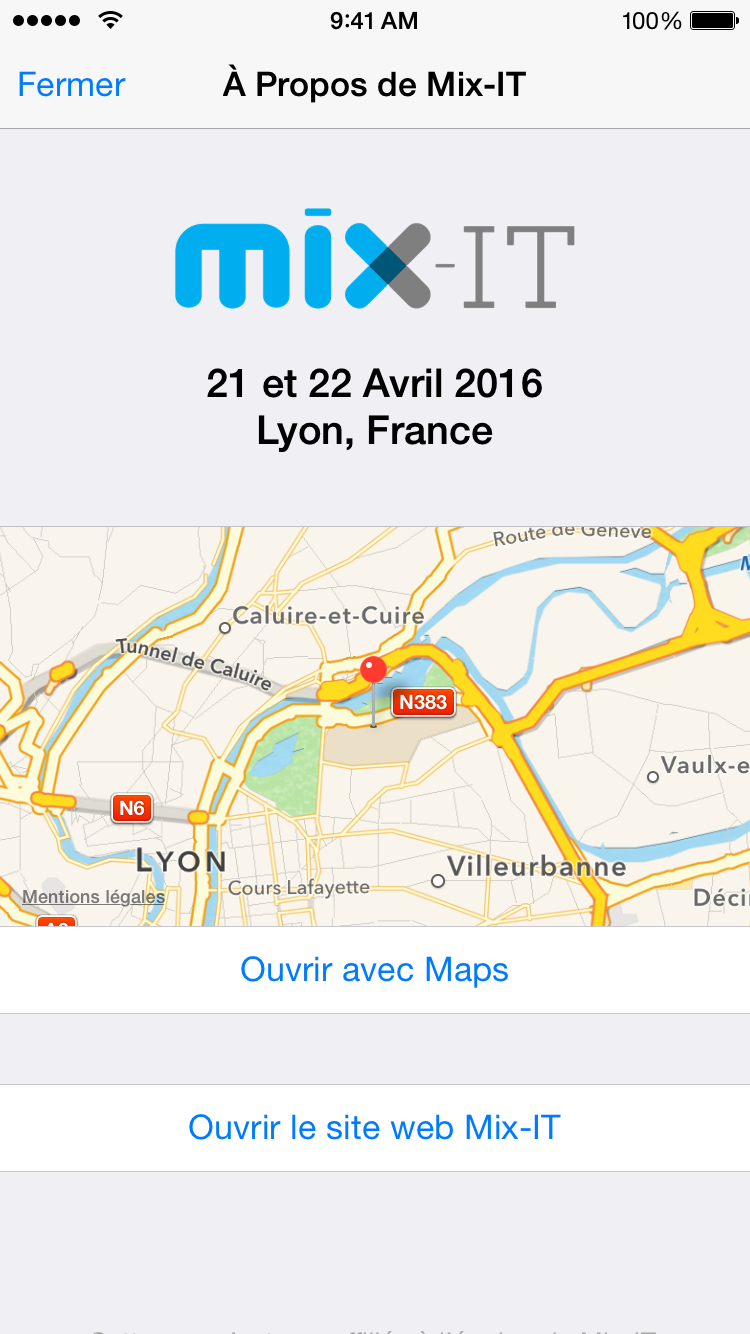 9:41 AM 100%
Fermer À Propos de Mix-IT
mix-IT
21 et 22 Avril 2016
Lyon, France
Route de Genève
Caluire-et-Cuire
Tunnel de Caluire
N383
Vaulx-e
N6
LYON
Villeurbanne
Cours Lafayette
Mentions légales
Déci
Ouvrir avec Maps
Ouvrir le site web Mix-IT